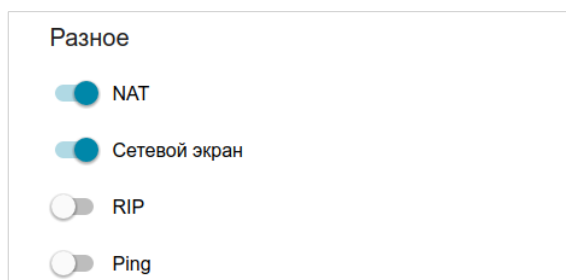 Разное
NAT
Сетевой экран
RIP
Ping